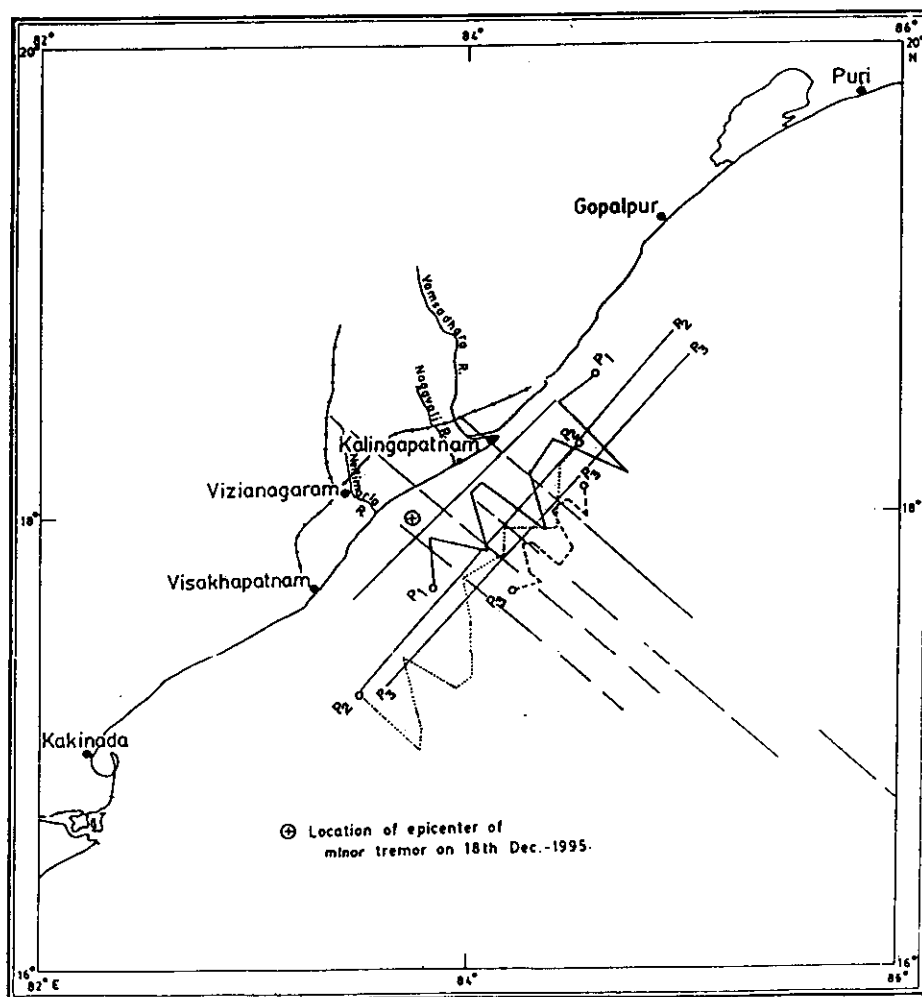 82°
84°
86°
20°
20°
N
Puri
Gopalpur
Vamsadhara R.
Nagavali R.
P2
P3
P1
Kalingapatnam
P2
P3
Vizianagaram
R
18°
18°
Visakhapatnam
P1
P3
P2
P3
Kakinada
⊕ Location of epicenter of
minor tremor on 18th Dec.-1995.
16°
16°
82° E
84°
86°